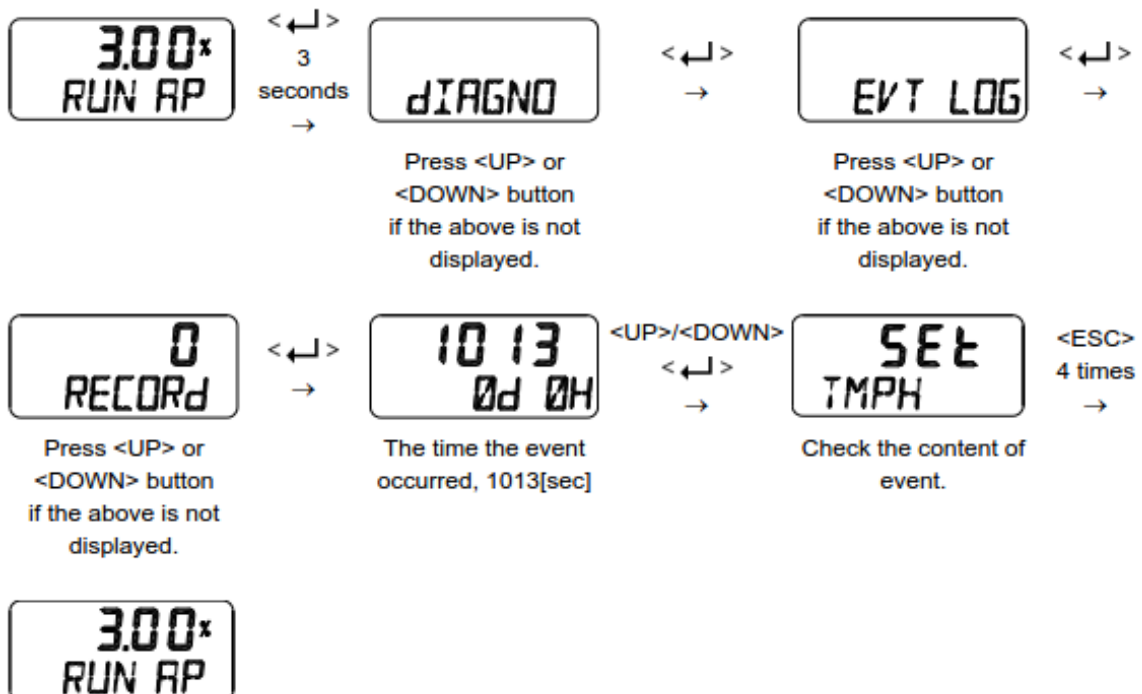 3.00%
RUN AP
< ↵ >
3
seconds
→
dIAGNO
Press <UP> or
<DOWN> button
if the above is not
displayed.
< ↵ >
→
EVT LOG
Press <UP> or
<DOWN> button
if the above is not
displayed.
< ↵ >
→
0
RECORd
Press <UP> or
<DOWN> button
if the above is not
displayed.
< ↵ >
→
1013
0d 0H
The time the event
occurred, 1013[sec]
<UP>/<DOWN>
< ↵ >
→
SEt
TMPH
Check the content of
event.
<ESC>
4 times
→
3.00%
RUN AP